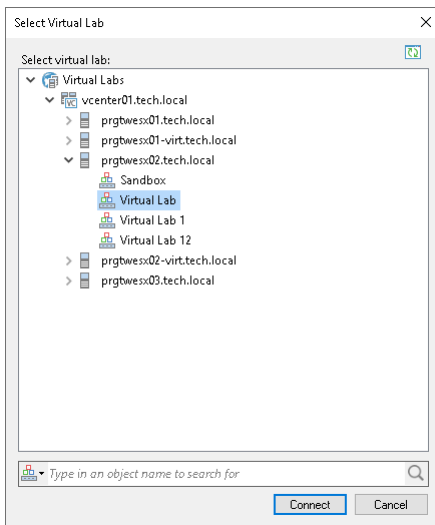 Select Virtual Lab
Select virtual lab:
Virtual Labs
vcenter01.tech.local
prgtwesx01.tech.local
prgtwesx01-virt.tech.local
prgtwesx02.tech.local
Sandbox
Virtual Lab
Virtual Lab 1
Virtual Lab 12
prgtwesx02-virt.tech.local
prgtwesx03.tech.local
Type in an object name to search for
Connect Cancel